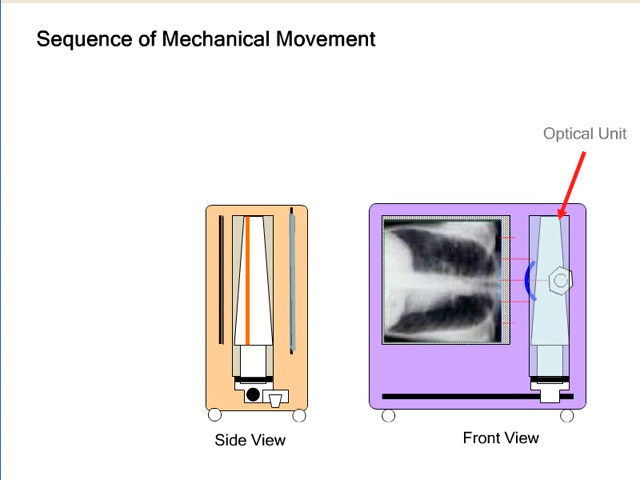 Sequence of Mechanical Movement
Optical Unit
Side View
Front View